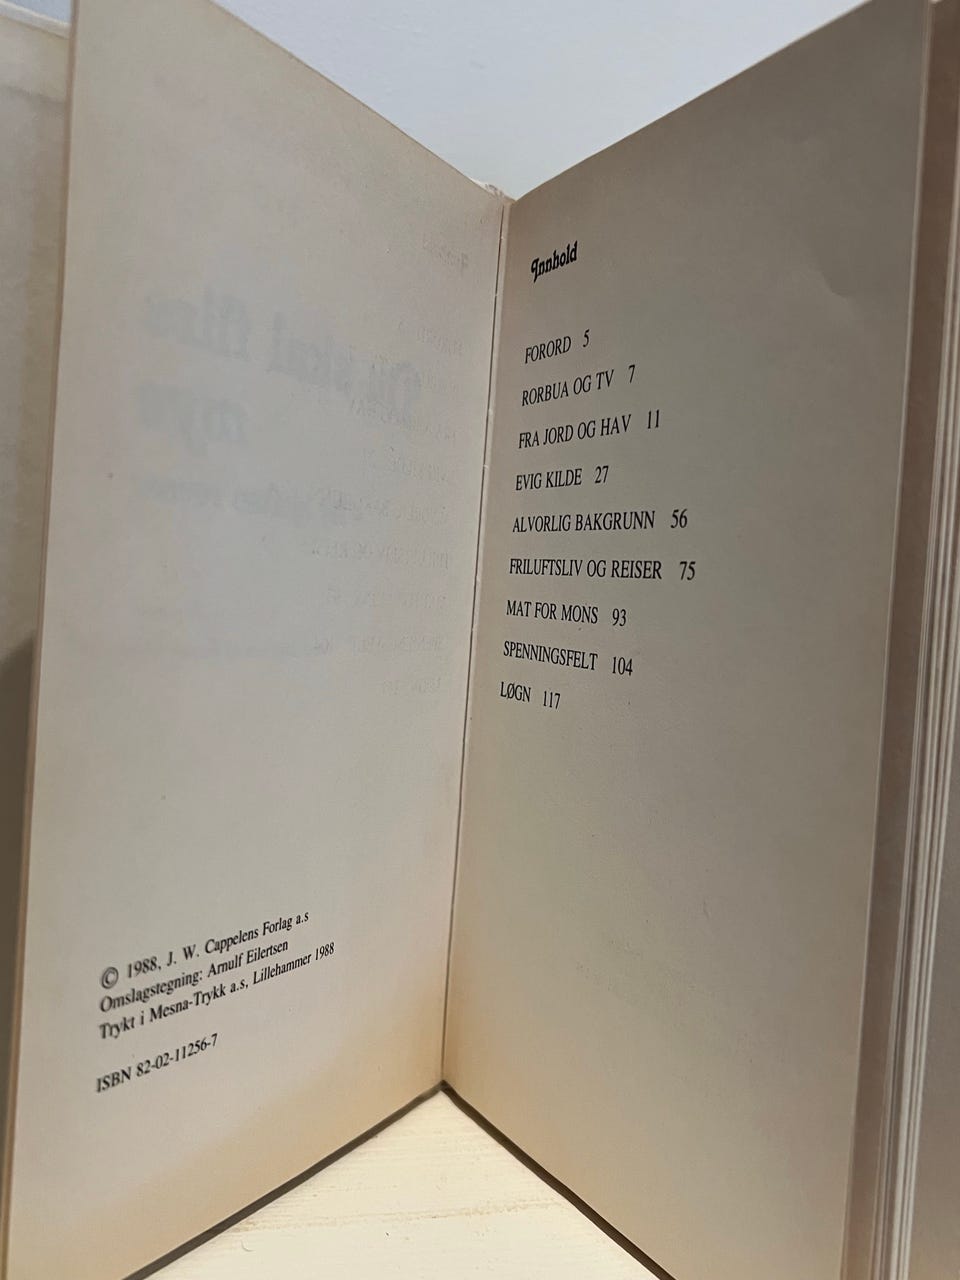 © 1988, J. W. Cappelens Forlag a.s
Omslagstegning: Arnulf Eilertsen
Trykt i Mesna-Trykk a.s, Lillehammer 1988
ISBN 82-02-11256-7
Innhold
FORORD 5
RORBUA OG TV 7
FRA JORD OG HAV 11
EVIG KILDE 27
ALVORLIG BAKGRUNN 56
FRILUFTSLIV OG REISER 75
MAT FOR MONS 93
SPENNINGSFELT 104
LØGN 117